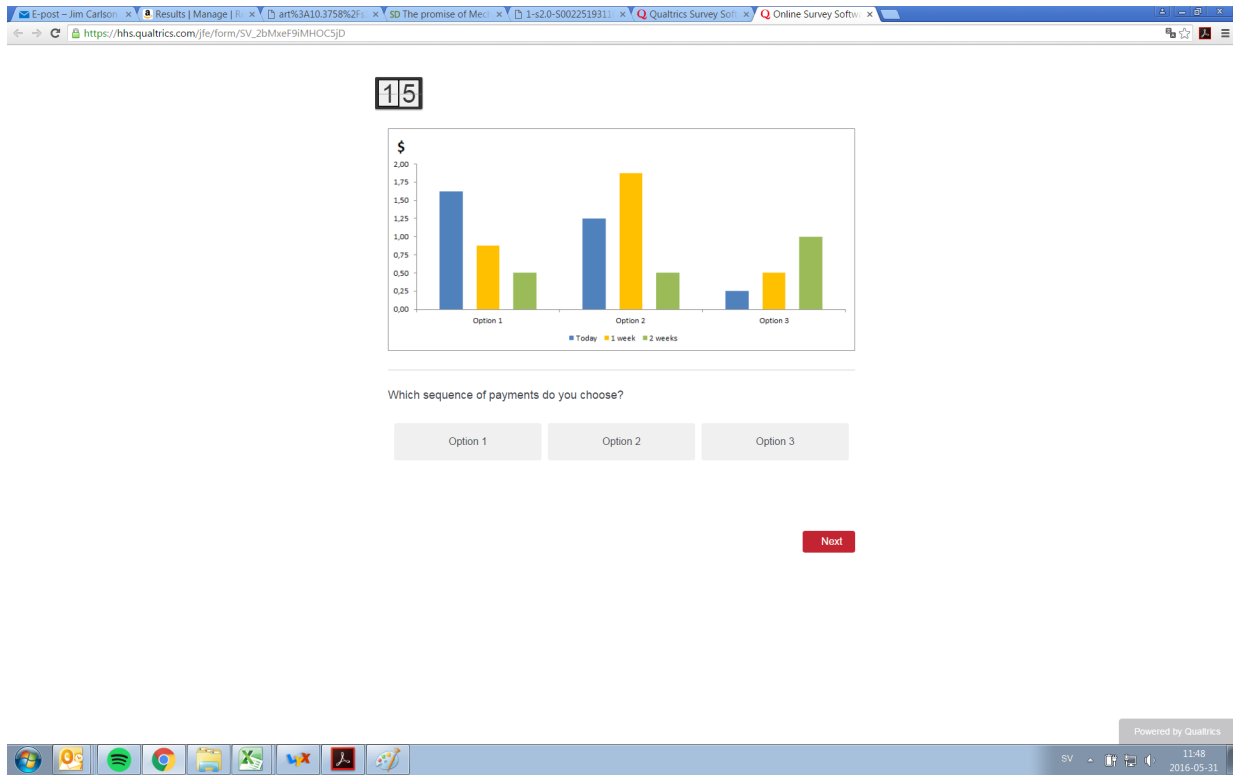 E-post – Jim Carlson
Results | Manage | R
art%3A10.3758%2Fs
SD The promise of Mect
1-s2.0-S0022519311
Qualtrics Survey Soft
Online Survey Softw
https://hhs.qualtrics.com/jfe/form/SV_2bMxeF9iMHOC5jD
15
$
2,00
1,75
1,50
1,25
1,00
0,75
0,50
0,25
0,00
Option 1 Option 2 Option 3
Today 1 week 2 weeks
Which sequence of payments do you choose?
Option 1 Option 2 Option 3
Next
Powered by Qualtrics
SV 11:48
2016-05-31